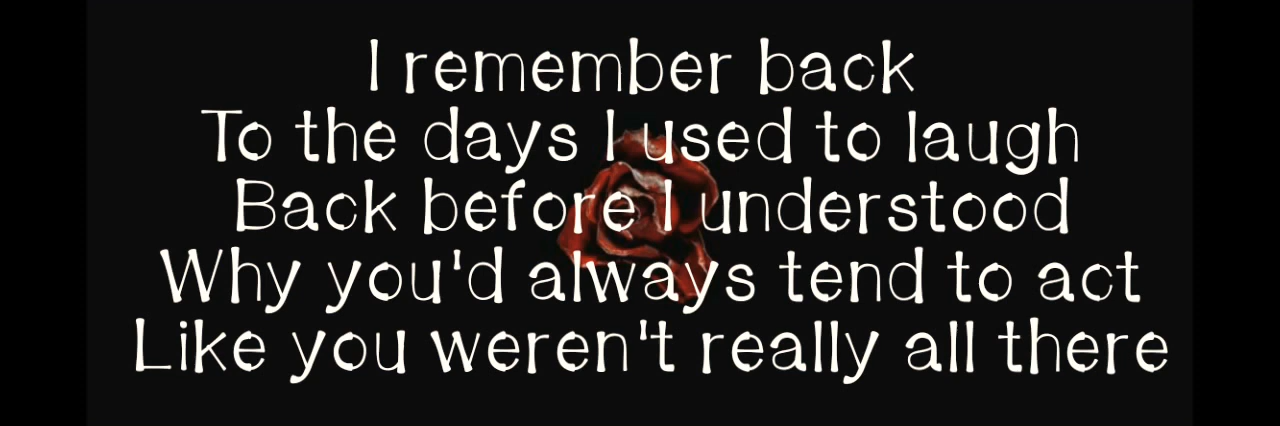 I remember back
To the days I used to laugh
Back before I understood
Why you'd always tend to act
Like you weren't really all there